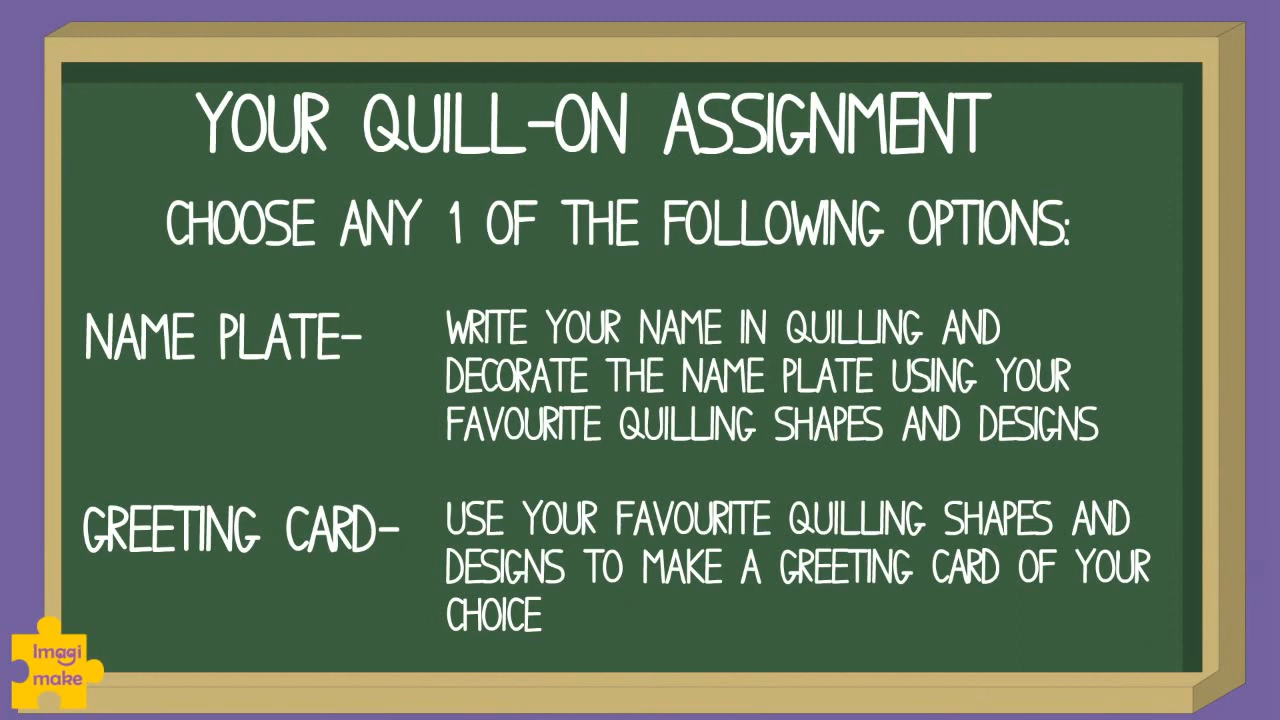 YOUR QUILL-ON ASSIGNMENT
CHOOSE ANY 1 OF THE FOLLOWING OPTIONS:
NAME PLATE-
WRITE YOUR NAME IN QUILLING AND
DECORATE THE NAME PLATE USING YOUR
FAVOURITE QUILLING SHAPES AND DESIGNS
GREETING CARD-
USE YOUR FAVOURITE QUILLING SHAPES AND
DESIGNS TO MAKE A GREETING CARD OF YOUR
CHOICE
Imagi
make